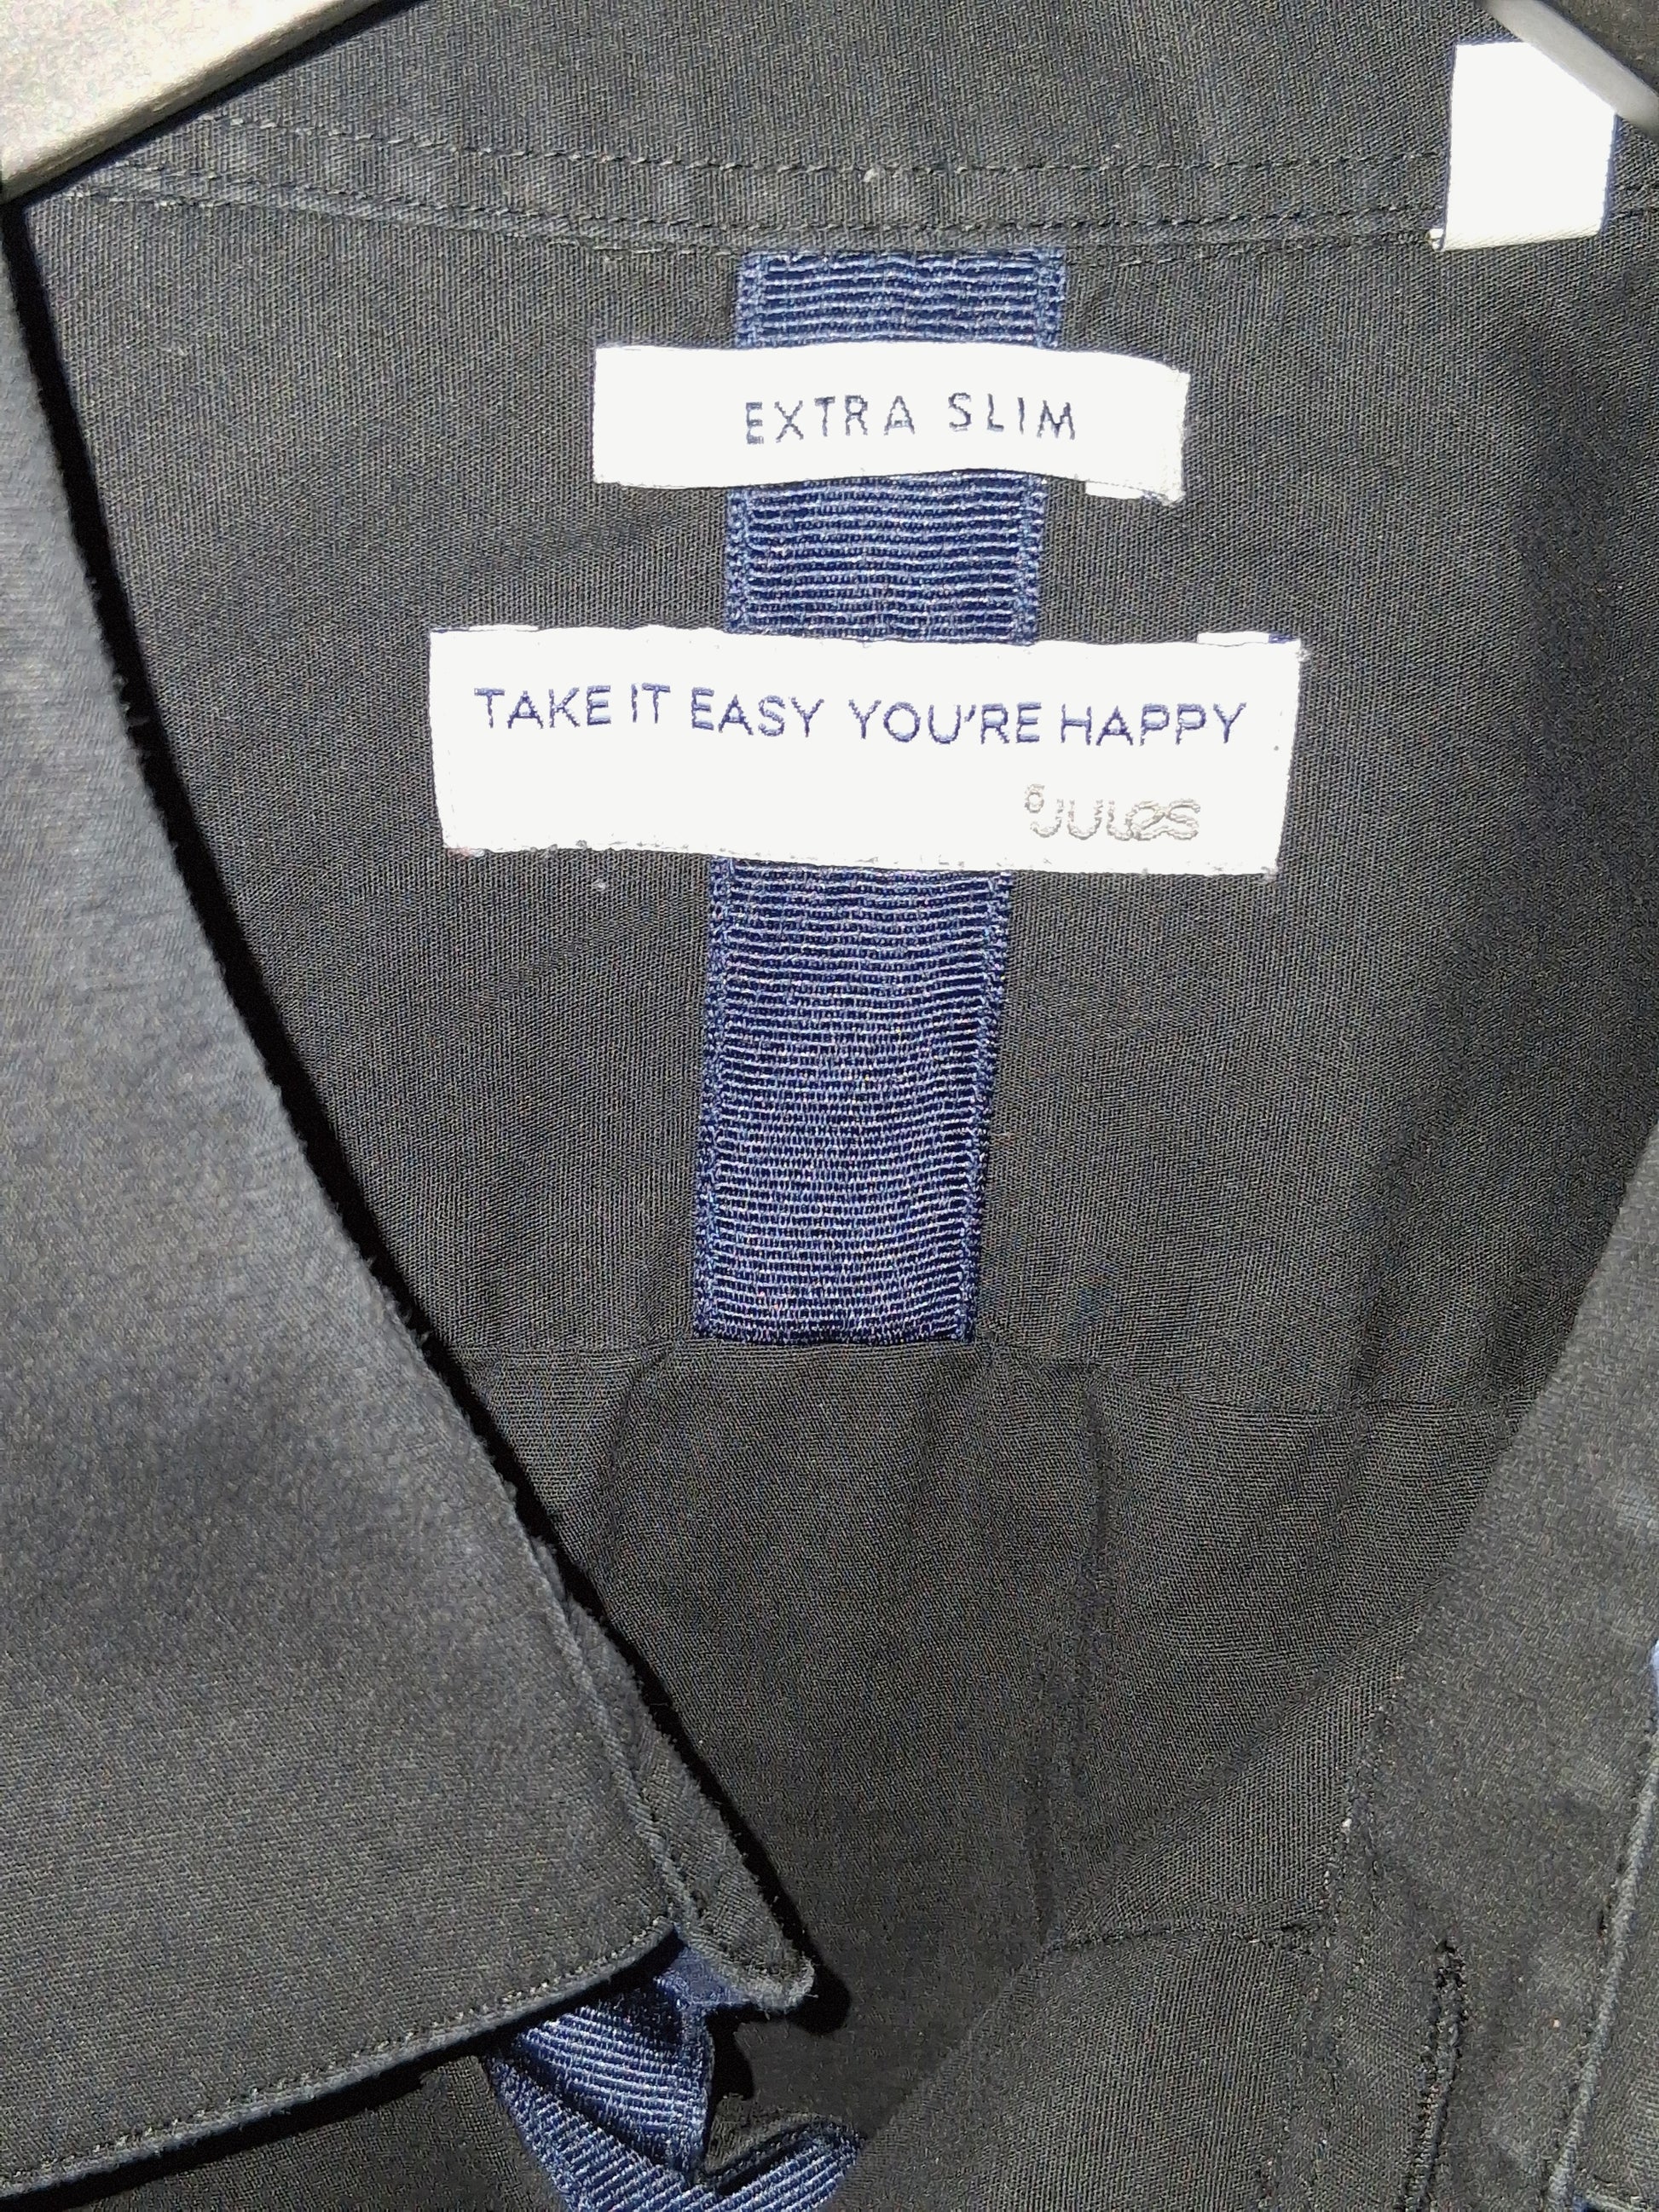 EXTRA SLIM
TAKE IT EASY YOU'RE HAPPY
JULES